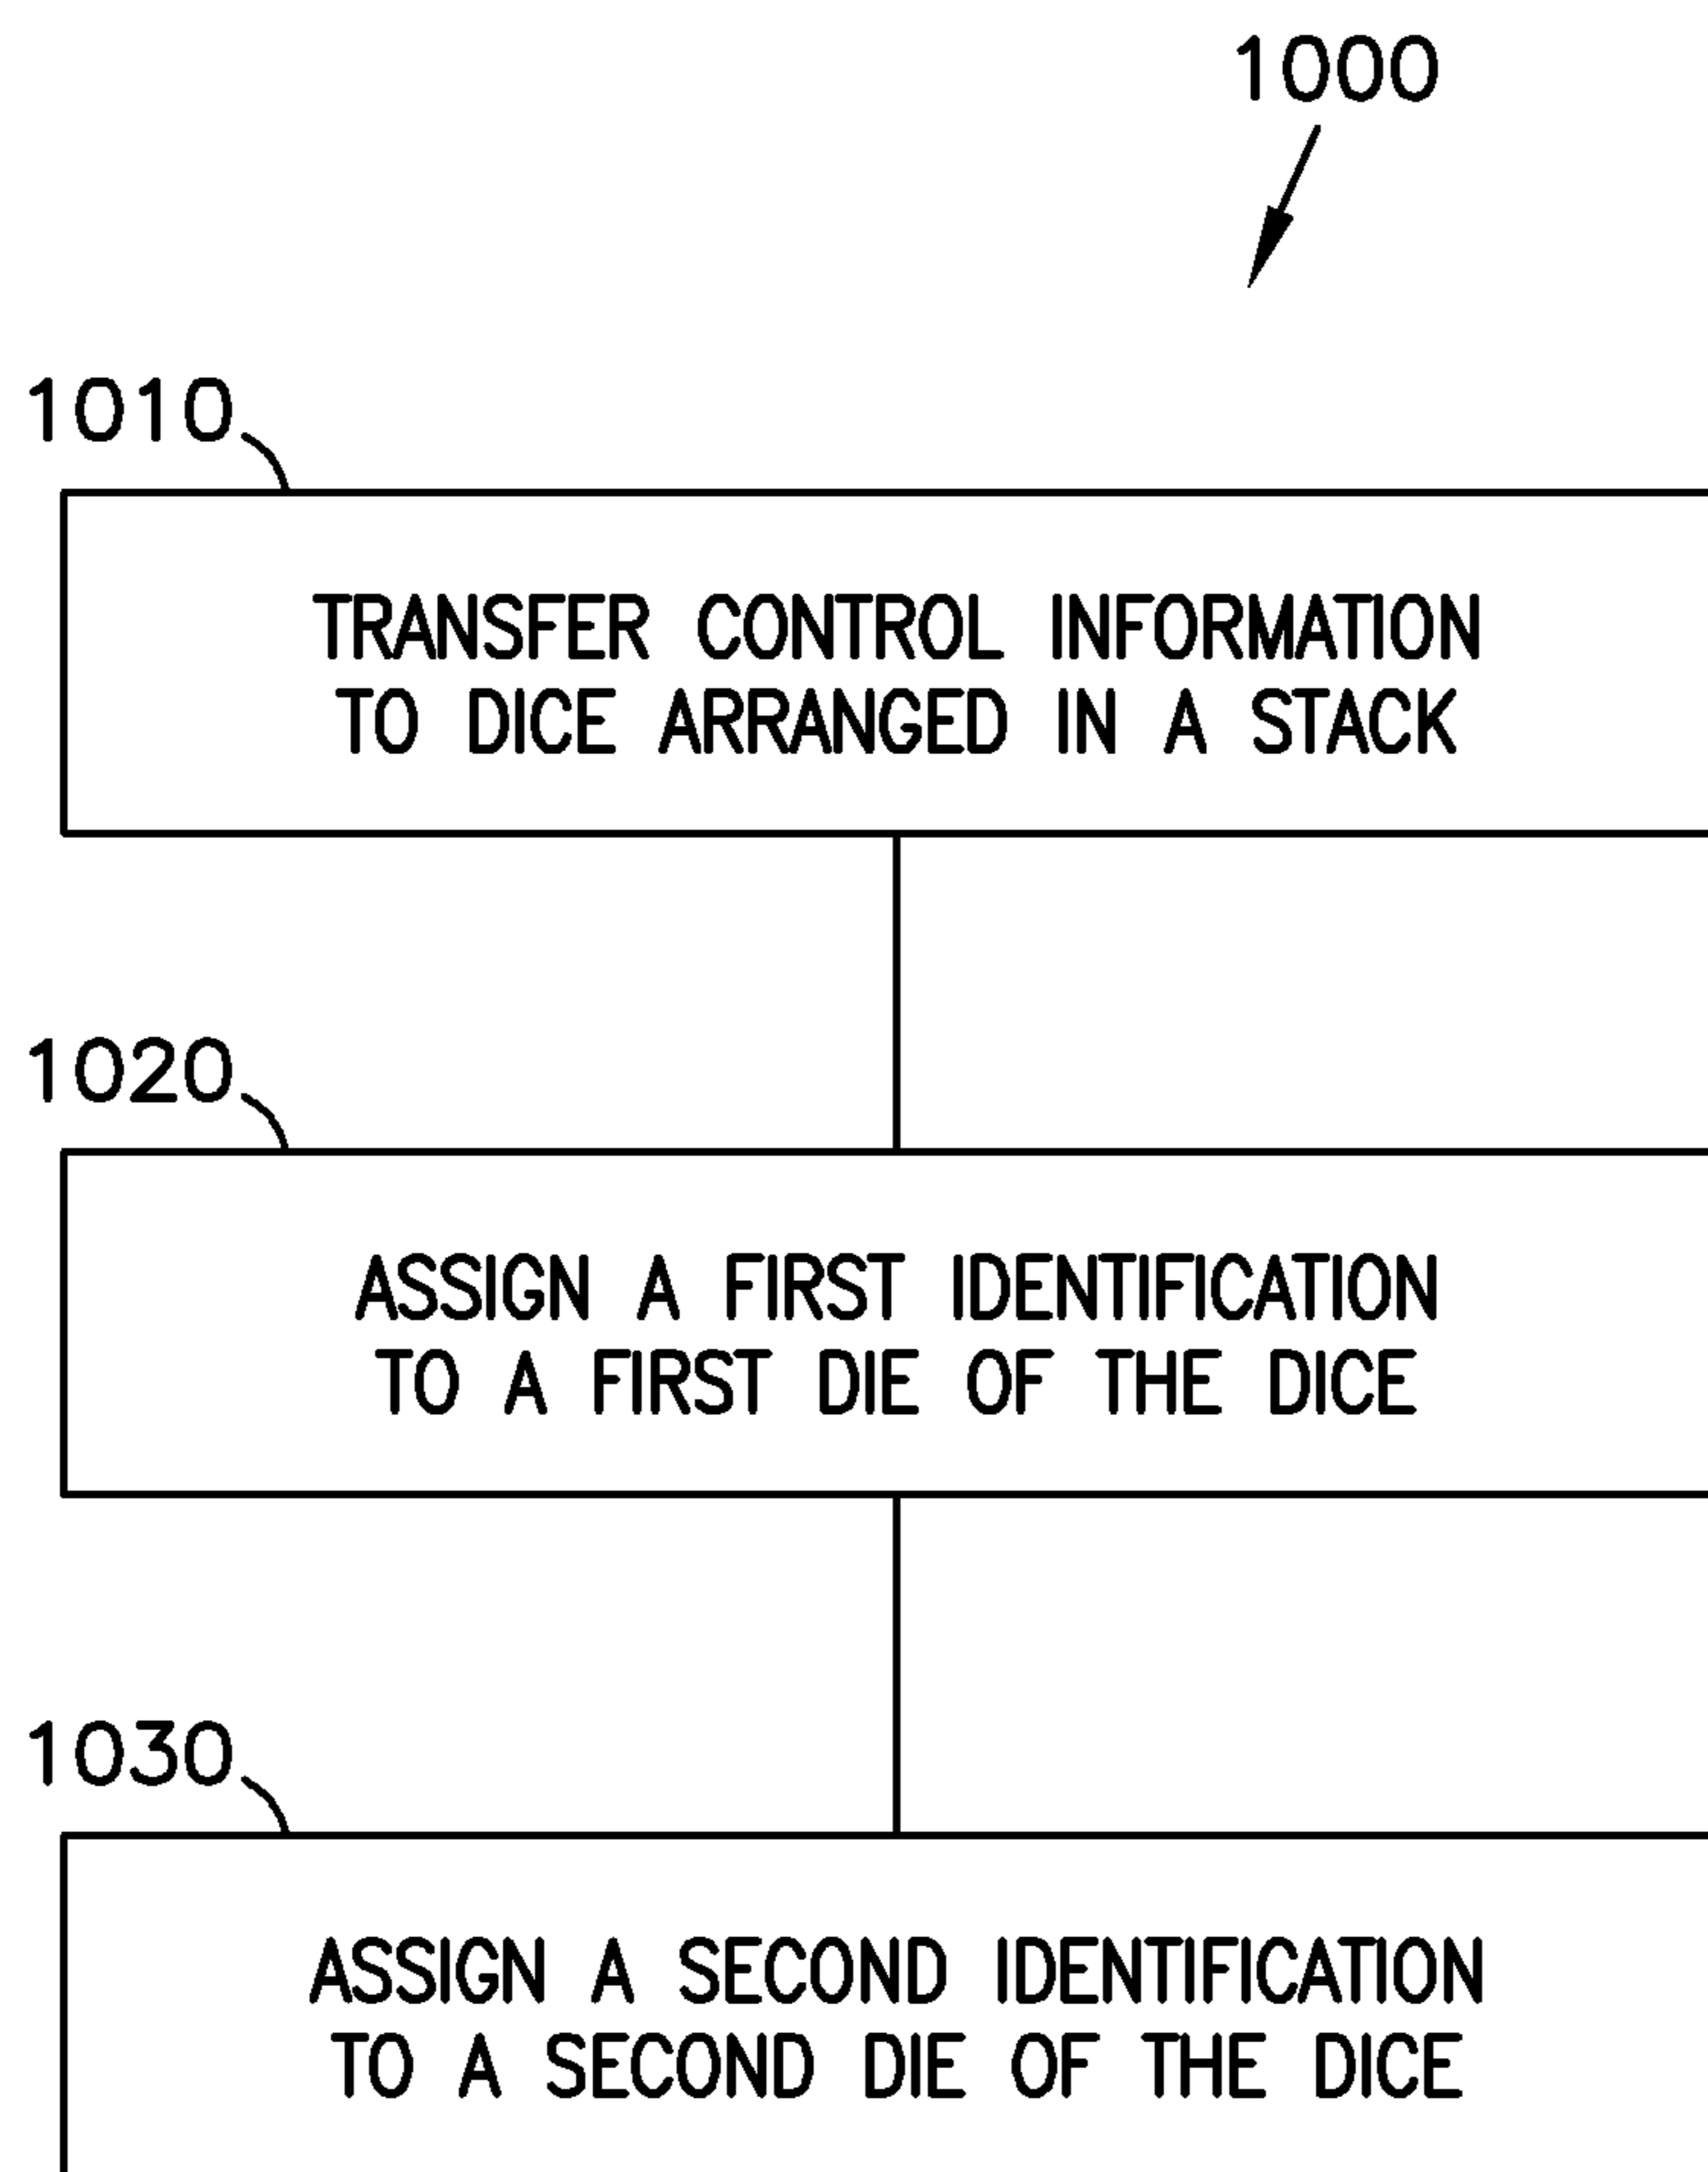 1000
1010
TRANSFER CONTROL INFORMATION
TO DICE ARRANGED IN A STACK
1020
ASSIGN A FIRST IDENTIFICATION
TO A FIRST DIE OF THE DICE
1030
ASSIGN A SECOND IDENTIFICATION
TO A SECOND DIE OF THE DICE